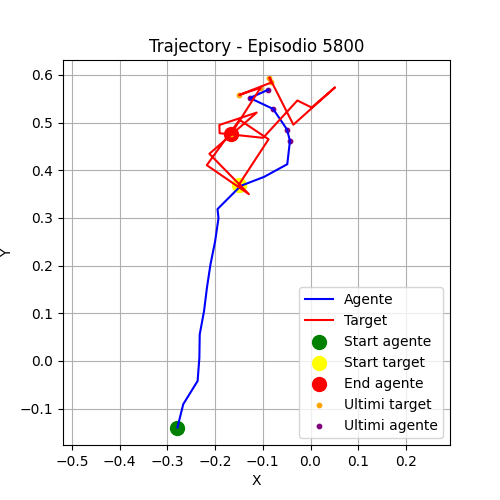 Trajectory - Episodio 5800
0.6
0.5
0.4
0.3
0.2
0.1
0.0
−0.1
Y
Agente
Target
Start agente
Start target
End agente
Ultimi target
Ultimi agente
−0.5
−0.4
−0.3
−0.2
−0.1
0.0
0.1
0.2
X